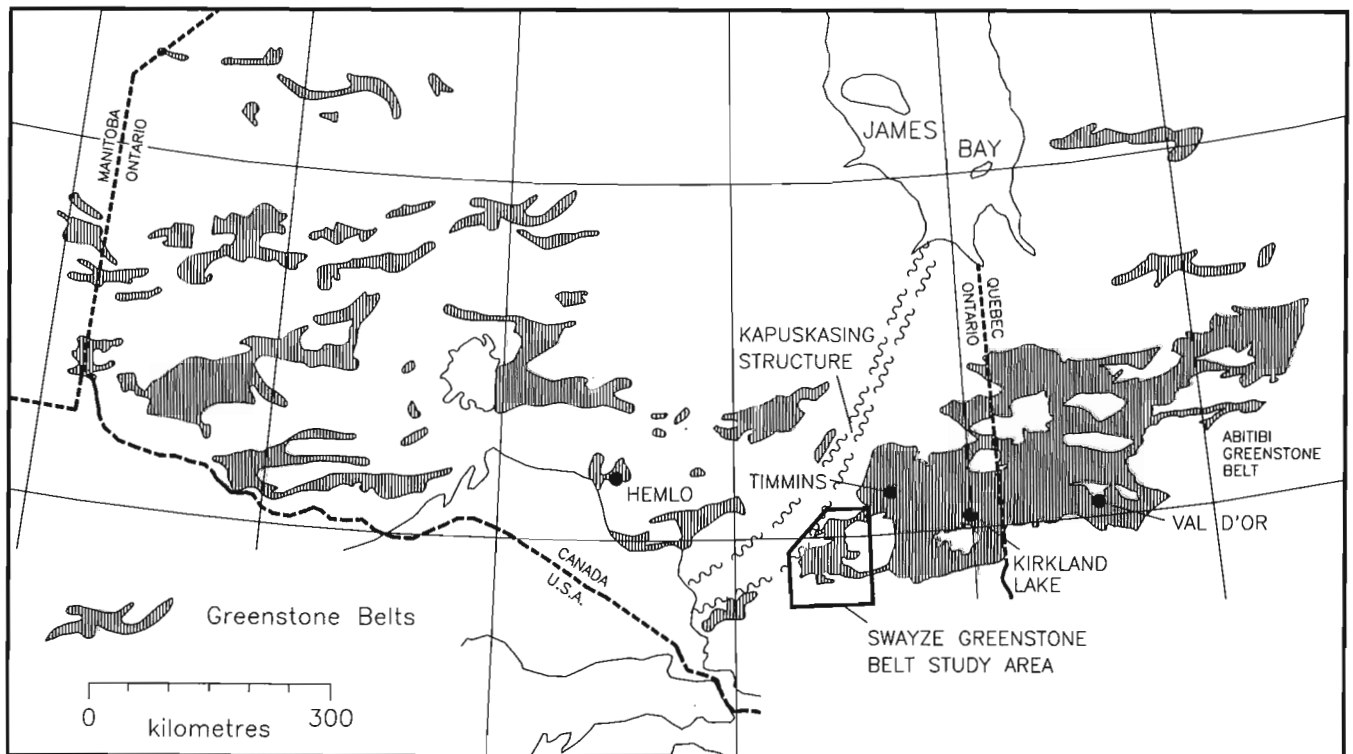 MANITOBA
ONTARIO
JAMES
BAY
QUEBEC
ONTARIO
KAPUSKASING
STRUCTURE
ABITIBI
GREENSTONE
BELT
TIMMINS
HEMLO
VAL D'OR
KIRKLAND
LAKE
CANADA
U.S.A.
Greenstone Belts
SWAYZE GREENSTONE
BELT STUDY AREA
0
300
kilometres